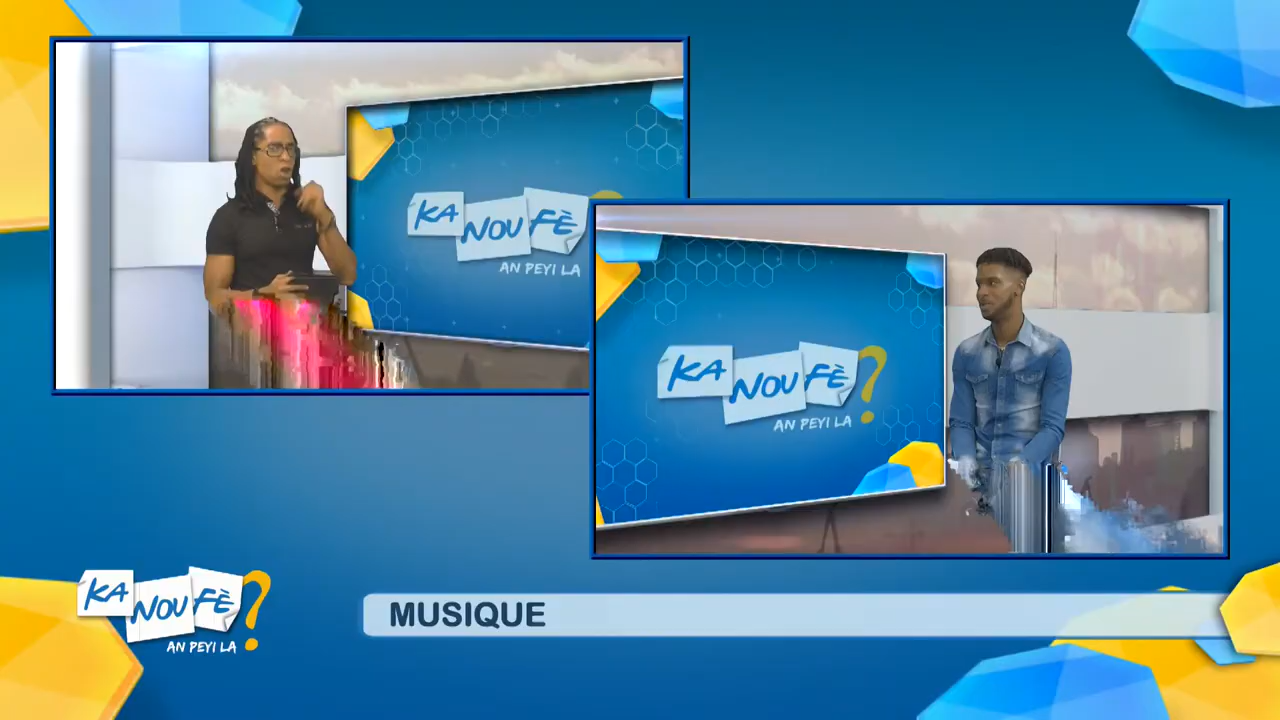 KA NOU FÈ
AN PEYI LA
KA NOU FÈ ?
AN PEYI LA
KA NOU FÈ ?
AN PEYI LA
MUSIQUE